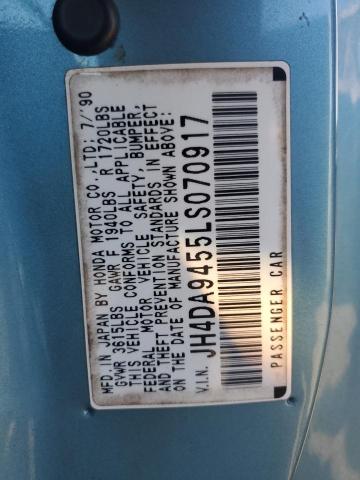 MFD. IN JAPAN BY HONDA MOTOR CO.,LTD: 7/'90
GVWR 3615LBS GAWR F 1940LBS R 1720LBS
THIS VEHICLE CONFORMS TO ALL APPLICABLE
FEDERAL MOTOR VEHICLE SAFETY, BUMPER,
AND
THEFT PREVENTION STANDARDS IN EFFECT
ON THE DATE OF MANUFACTURE SHOWN ABOVE:
V.I.N. JH4DA9455LS070917
PASSENGER CAR